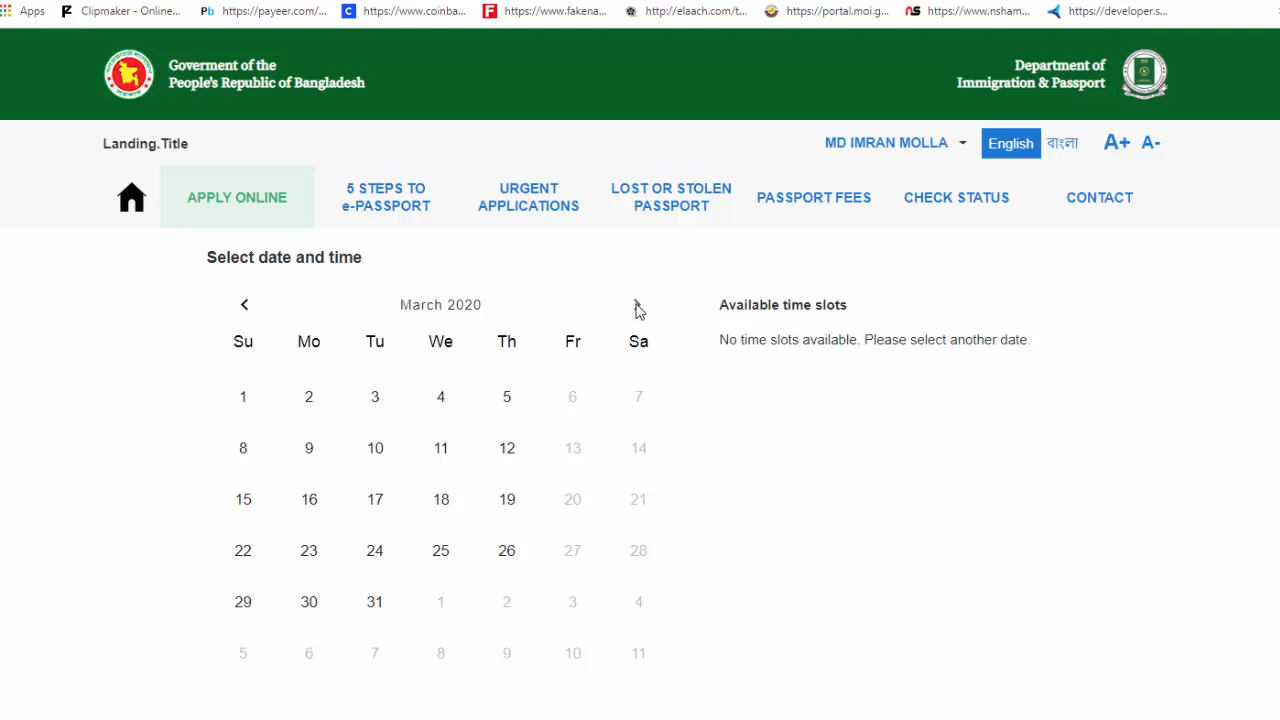 Apps Clipmaker - Online... https://payeer.com/... https://www.coinba... https://www.fakena... http://elaach.com/t... https://portal.moi.g... https://www.nsham... https://developer.s...
Goverment of the
People's Republic of Bangladesh
Department of
Immigration & Passport
Landing.Title
MD IMRAN MOLLA English বাংলা A+ A-
APPLY ONLINE
5 STEPS TO
e-PASSPORT
URGENT
APPLICATIONS
LOST OR STOLEN
PASSPORT
PASSPORT FEES
CHECK STATUS
CONTACT
Select date and time
March 2020
Su Mo Tu We Th Fr Sa
1 2 3 4 5 6 7
8 9 10 11 12 13 14
15 16 17 18 19 20 21
22 23 24 25 26 27 28
29 30 31 1 2 3 4
5 6 7 8 9 10 11
Available time slots
No time slots available. Please select another date.